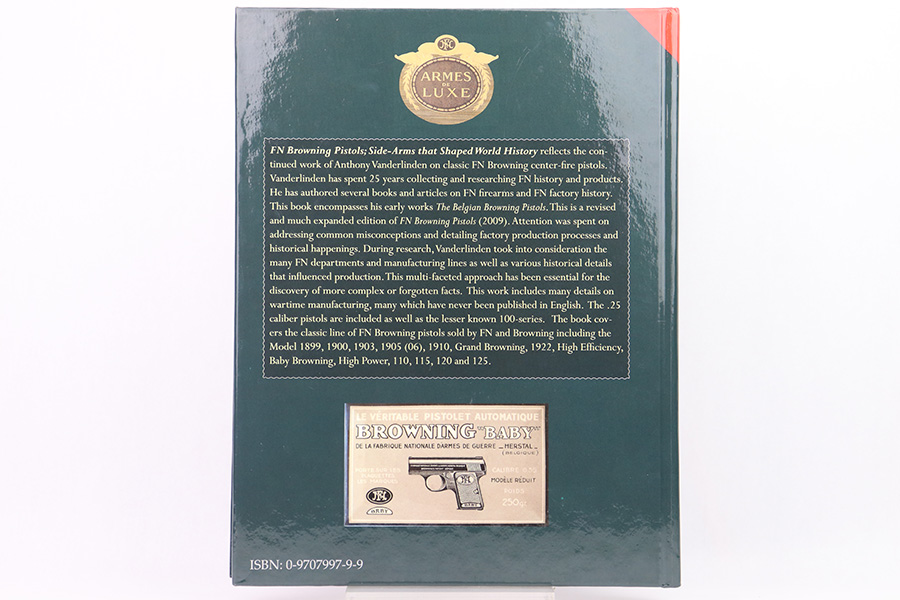 FN
ARMES
DE
LUXE
FN Browning Pistols; Side-Arms that Shaped World History reflects the con-
tinued work of Anthony Vanderlinden on classic FN Browning center-fire pistols.
Vanderlinden has spent 25 years collecting and researching FN history and products.
He has authored several books and articles on FN firearms and FN factory history.
This book encompasses his early works The Belgian Browning Pistols. This is a revised
and much expanded edition of FN Browning Pistols (2009). Attention was spent on
addressing common misconceptions and detailing factory production processes and
historical happenings. During research, Vanderlinden took into consideration the
many FN departments and manufacturing lines as well as various historical details
that influenced production. This multi-faceted approach has been essential for the
discovery of more complex or forgotten facts. This work includes many details on
wartime manufacturing, many which have never been published in English. The .25
caliber pistols are included as well as the lesser known 100-series. The book cov-
ers the classic line of FN Browning pistols sold by FN and Browning including the
Model 1899, 1900, 1903, 1905 (06), 1910, Grand Browning, 1922, High Efficiency,
Baby Browning, High Power, 110, 115, 120 and 125.
LE VÉRITABLE PISTOLET AUTOMATIQUE
BROWNING "BABY"
DE LA FABRIQUE NATIONALE D'ARMES DE GUERRE _ HERSTAL _
(BELGIQUE)
CALIBRE 6.35
MODÈLE RÉDUIT
POIDS
250gr
FN
BABY
ISBN: 0-9707997-9-9